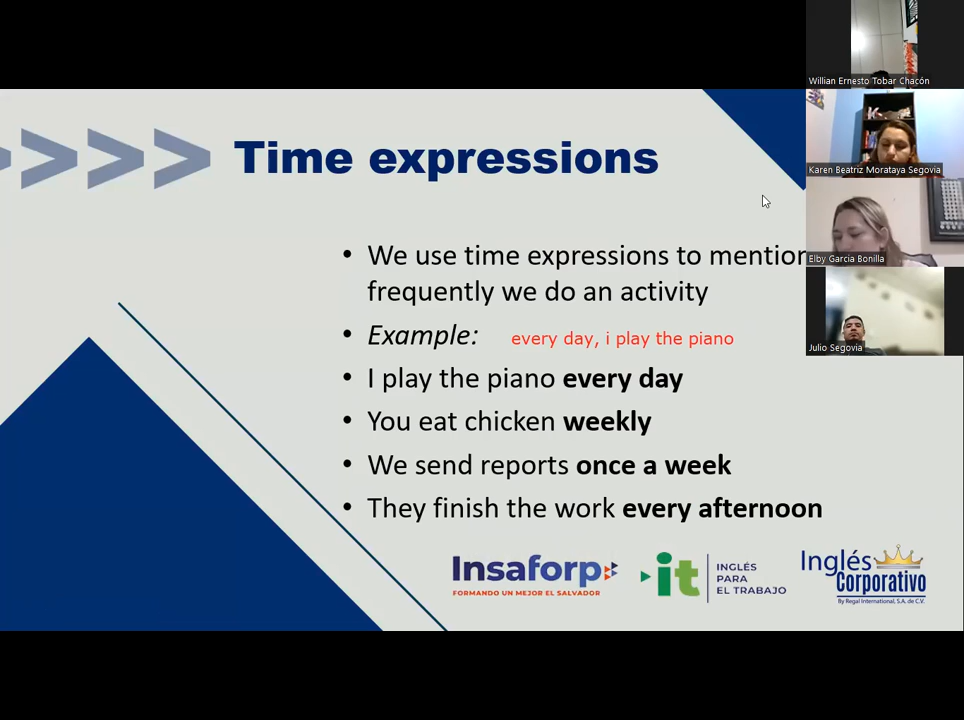 Willian Ernesto Tobar Chacón
>>>> Time expressions
Karen Beatriz Morataya Segovia
• We use time expressions to mention
frequently we do an activity
Elby Garcia Bonilla
• Example: every day, i play the piano
Julio Segovia
• I play the piano every day
• You eat chicken weekly
• We send reports once a week
• They finish the work every afternoon
Insaforp
FORMANDO UN MEJOR EL SALVADOR
it
INGLÉS
PARA
EL TRABAJO
Inglés
Corporativo
By Regal International, S.A. de C.V.